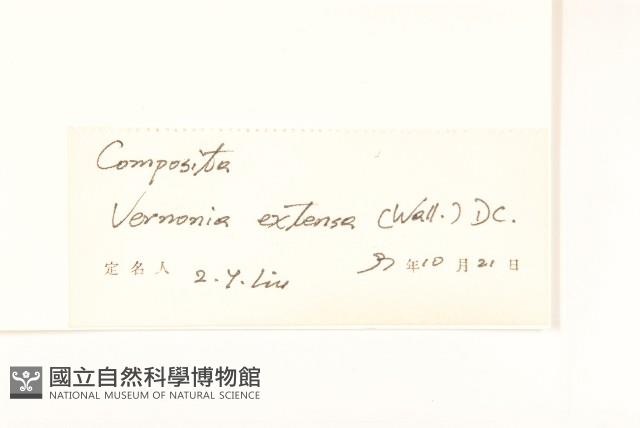 Composita
Vernonia extensa (Wall.) DC.
定名人 Z. Y. Liu 年10月21日
國立自然科學博物館
NATIONAL MUSEUM OF NATURAL SCIENCE